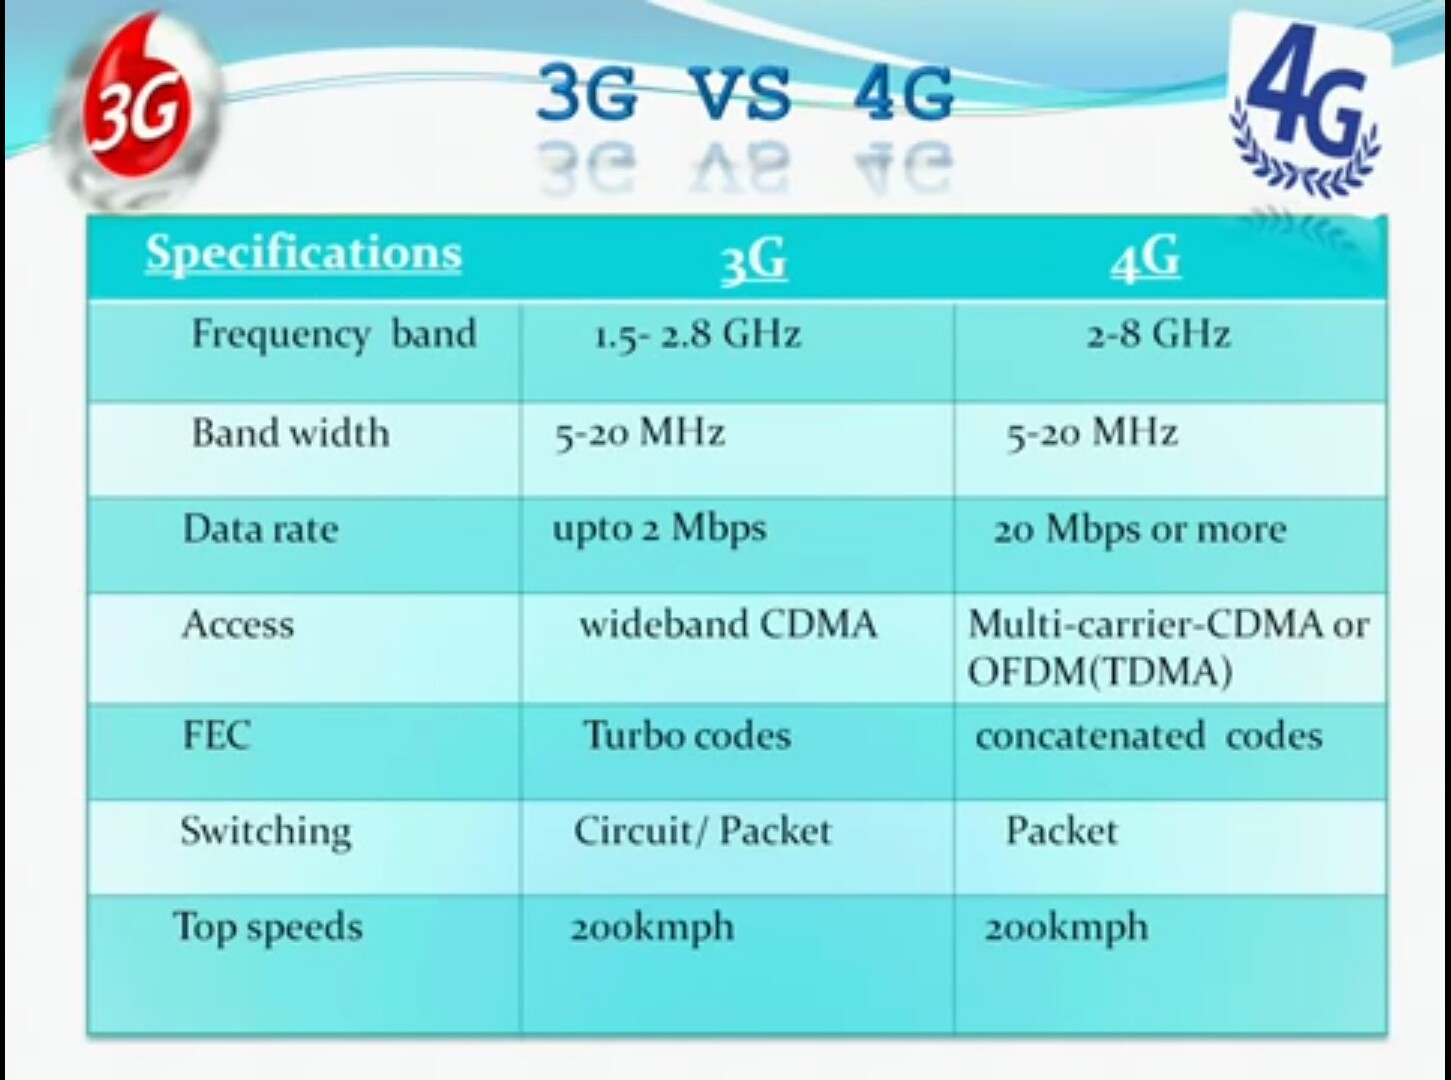 3G
3G VS 4G
4G
Specifications 3G 4G
Frequency band 1.5- 2.8 GHz 2-8 GHz
Band width 5-20 MHz 5-20 MHz
Data rate upto 2 Mbps 20 Mbps or more
Access wideband CDMA Multi-carrier-CDMA or
OFDM(TDMA)
FEC Turbo codes concatenated codes
Switching Circuit/ Packet Packet
Top speeds 200kmph 200kmph